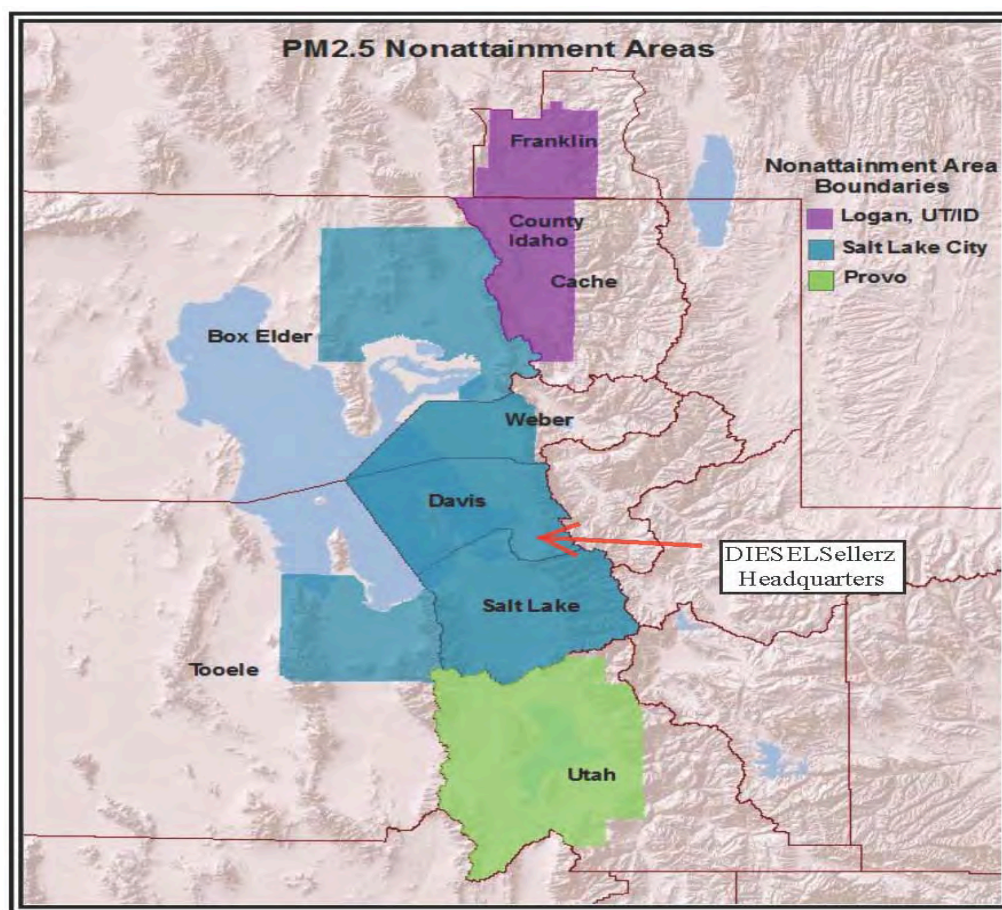 PM2.5 Nonattainment Areas
Franklin
Nonattainment Area
Boundaries
Logan, UT/ID
Salt Lake City
Provo
County
Idaho
Cache
Box Elder
Weber
Davis
DIESELSellerz
Headquarters
Salt Lake
Tooele
Utah